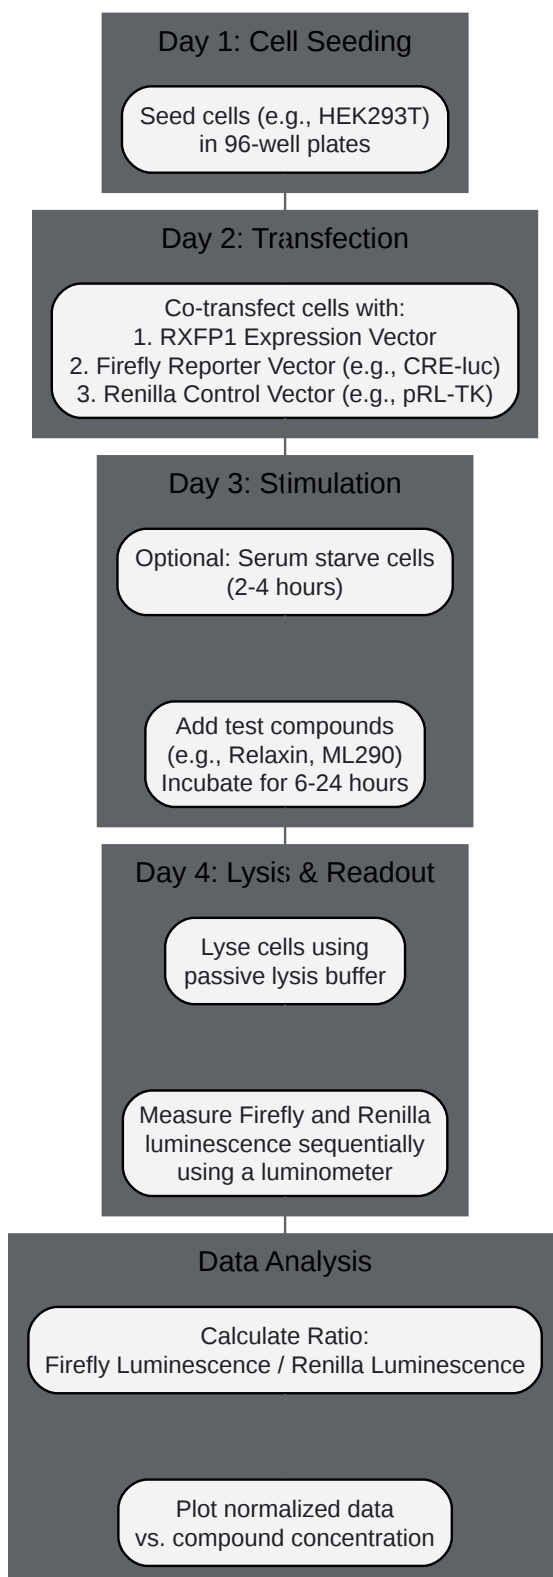 Day 1: Cell Seeding
Seed cells (e.g., HEK293T)
in 96-well plates
Day 2: Transfection
Co-transfect cells with:
1. RXFP1 Expression Vector
2. Firefly Reporter Vector (e.g., CRE-luc)
3. Renilla Control Vector (e.g., pRL-TK)
Day 3: Stimulation
Optional: Serum starve cells
(2-4 hours)
Add test compounds
(e.g., Relaxin, ML290)
Incubate for 6-24 hours
Day 4: Lysis & Readout
Lyse cells using
passive lysis buffer
Measure Firefly and Renilla
luminescence sequentially
using a luminometer
Data Analysis
Calculate Ratio:
Firefly Luminescence / Renilla Luminescence
Plot normalized data
vs. compound concentration